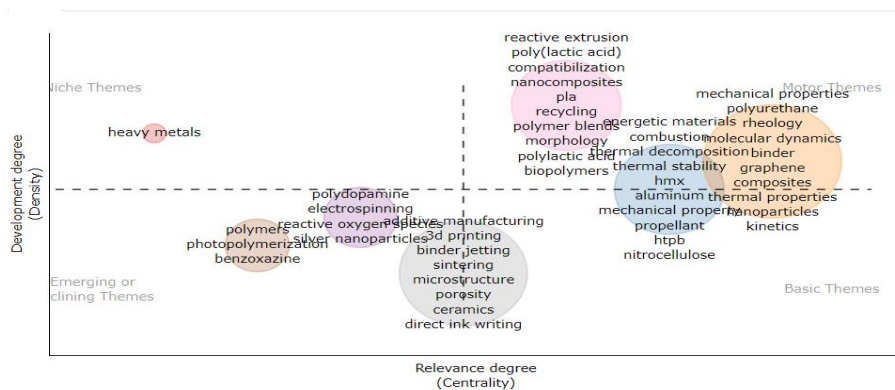 Niche Themes
Motor Themes
heavy metals
reactive extrusion
poly(lactic acid)
compatibilization
nanocomposites
pla
recycling
polymer blends
morphology
polylactic acid
biopolymers
energetic materials
combustion
thermal decomposition
thermal stability
hmx
aluminum
mechanical property
propellant
htpb
nitrocellulose
mechanical properties
polyurethane
rheology
molecular dynamics
binder
graphene
composites
thermal properties
nanoparticles
kinetics
polydopamine
electrospinning
reactive oxygen species
silver nanoparticles
polymers
photopolymerization
benzoxazine
additive manufacturing
3d printing
binder jetting
sintering
microstructure
porosity
ceramics
direct ink writing
Emerging or
clining Themes
Basic Themes
Development degree
(Density)
Relevance degree
(Centrality)